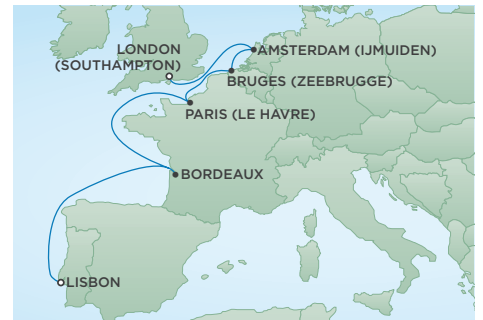 LONDON
(SOUTHAMPTON)
AMSTERDAM (IJMUIDEN)
BRUGES (ZEEBRUGGE)
PARIS (LE HAVRE)
BORDEAUX
LISBON